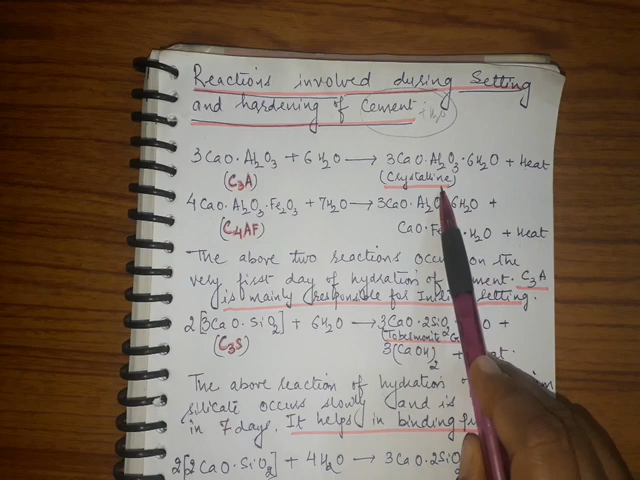 Reactions involved during Setting
and hardening of Cement + H₂O
3CaO·Al₂O₃ + 6H₂O → 3CaO·Al₂O₃·6H₂O + Heat
(C₃A) (Crystalline)
4CaO·Al₂O₃·Fe₂O₃ + 7H₂O → 3CaO·Al₂O 6H₂O +
(C₄AF) CaO·Fe ·H₂O + Heat
The above two reactions occur on the
very first day of hydration of cement. C₃A
is mainly responsible for Setting.
2[3CaO·SiO₂] + 6H₂O → 3CaO·2SiO₂ O +
(C₃S) Tobelmorite
3(CaOH)₂ +
The above reaction of hydration
silicate occurs slowly and is
in 7 days. It helps in binding
2[2CaO·SiO₂] + 4H₂O → 3CaO·2SiO₂